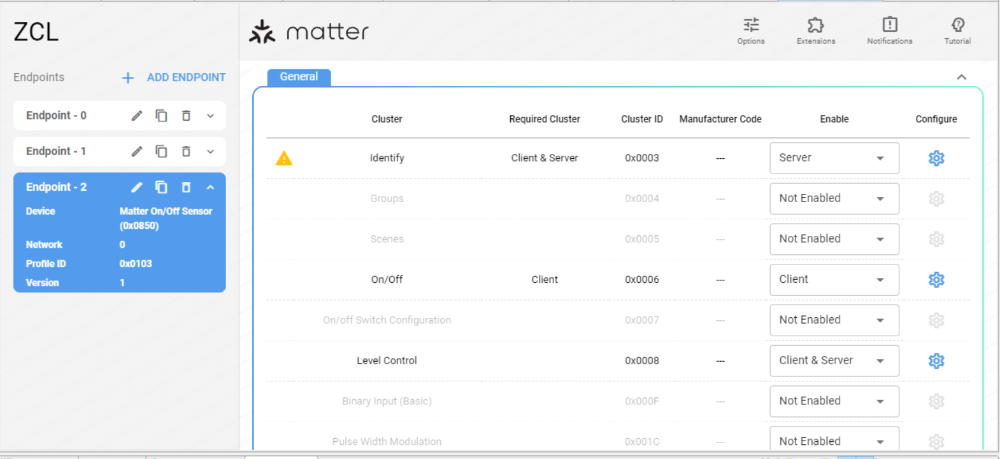 ZCL
matter
Options
Extensions
Notifications
Tutorial
Endpoints
ADD ENDPOINT
General
Endpoint - 0
Endpoint - 1
Endpoint - 2
Device Matter On/Off Sensor
(0x0850)
Network 0
Profile ID 0x0103
Version 1
Cluster Required Cluster Cluster ID Manufacturer Code Enable Configure
Identify Client & Server 0x0003 --- Server
Groups 0x0004 --- Not Enabled
Scenes 0x0005 --- Not Enabled
On/Off Client 0x0006 --- Client
On/off Switch Configuration 0x0007 --- Not Enabled
Level Control 0x0008 --- Client & Server
Binary Input (Basic) 0x000F --- Not Enabled
Pulse Width Modulation 0x001C --- Not Enabled